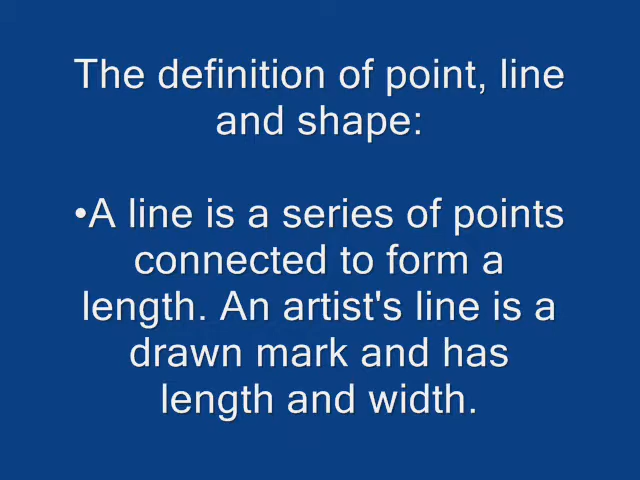 The definition of point, line
and shape:
•A line is a series of points
connected to form a
length. An artist's line is a
drawn mark and has
length and width.